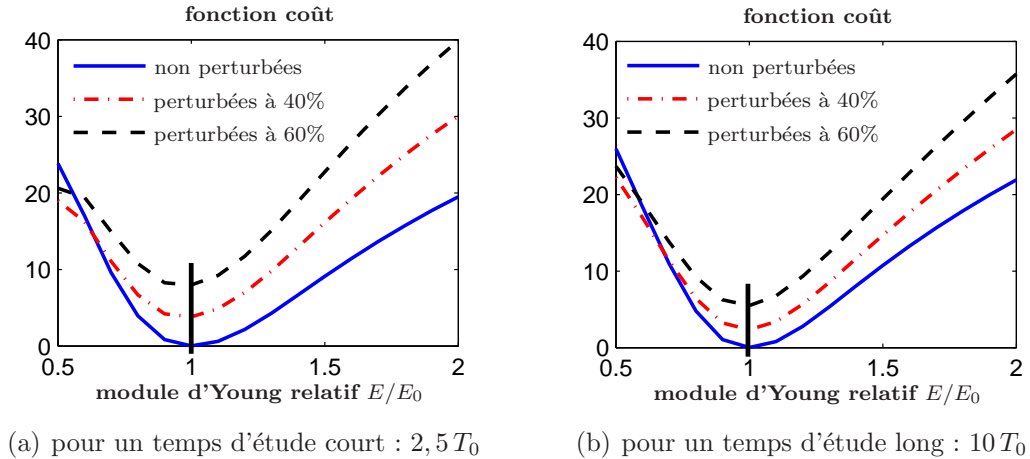 fonction coût
40
30
20
10
0
non perturbées
perturbées à 40%
perturbées à 60%
0.5
1
1.5
2
module d'Young relatif E/E₀
(a) pour un temps d'étude court : 2, 5 T₀
fonction coût
40
30
20
10
0
non perturbées
perturbées à 40%
perturbées à 60%
0.5
1
1.5
2
module d'Young relatif E/E₀
(b) pour un temps d'étude long : 10 T₀